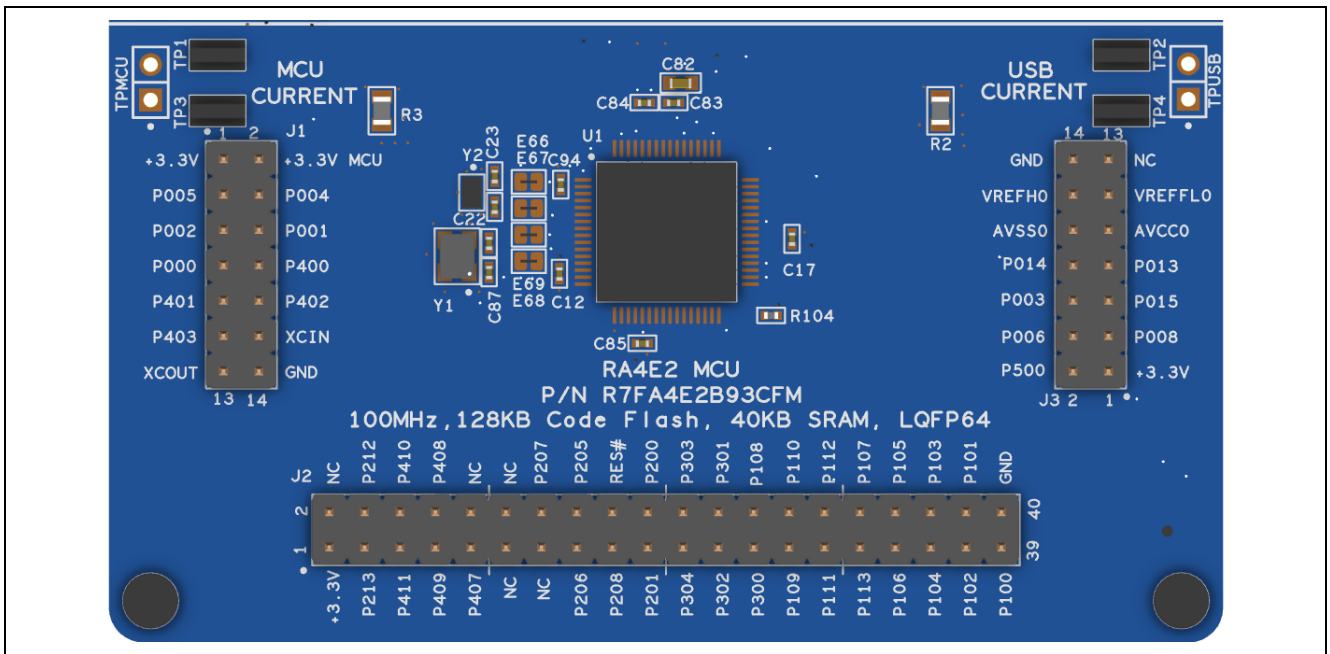 TPMCU
TP1
TP3
MCU
CURRENT
R3
C82
C84
C83
USB
CURRENT
R2
TP2
TP4
TPUSB
1 2 J1
+3.3V +3.3V MCU
P005 P004
P002 P001
P000 P400
P401 P402
P403 XCIN
XCOUT GND
13 14
Y2
C23
E66
E67
C94
U1
C22
Y1
C87
E69
E68
C12
C17
R104
C85
14 13
GND NC
VREFH0 VREFFL0
AVSS0 AVCC0
P014 P013
P003 P015
P006 P008
P500 +3.3V
J3 2 1
RA4E2 MCU
P/N R7FA4E2B93CFM
100MHz,128KB Code Flash, 40KB SRAM, LQFP64
J2 NC P212 P410 P408 NC NC P207 P205 RES# P200 P303 P301 P108 P110 P112 P107 P105 P103 P101 GND
2 40
1 39
+3.3V P213 P411 P409 P407 NC NC P206 P208 P201 P304 P302 P300 P109 P111 P113 P106 P104 P102 P100